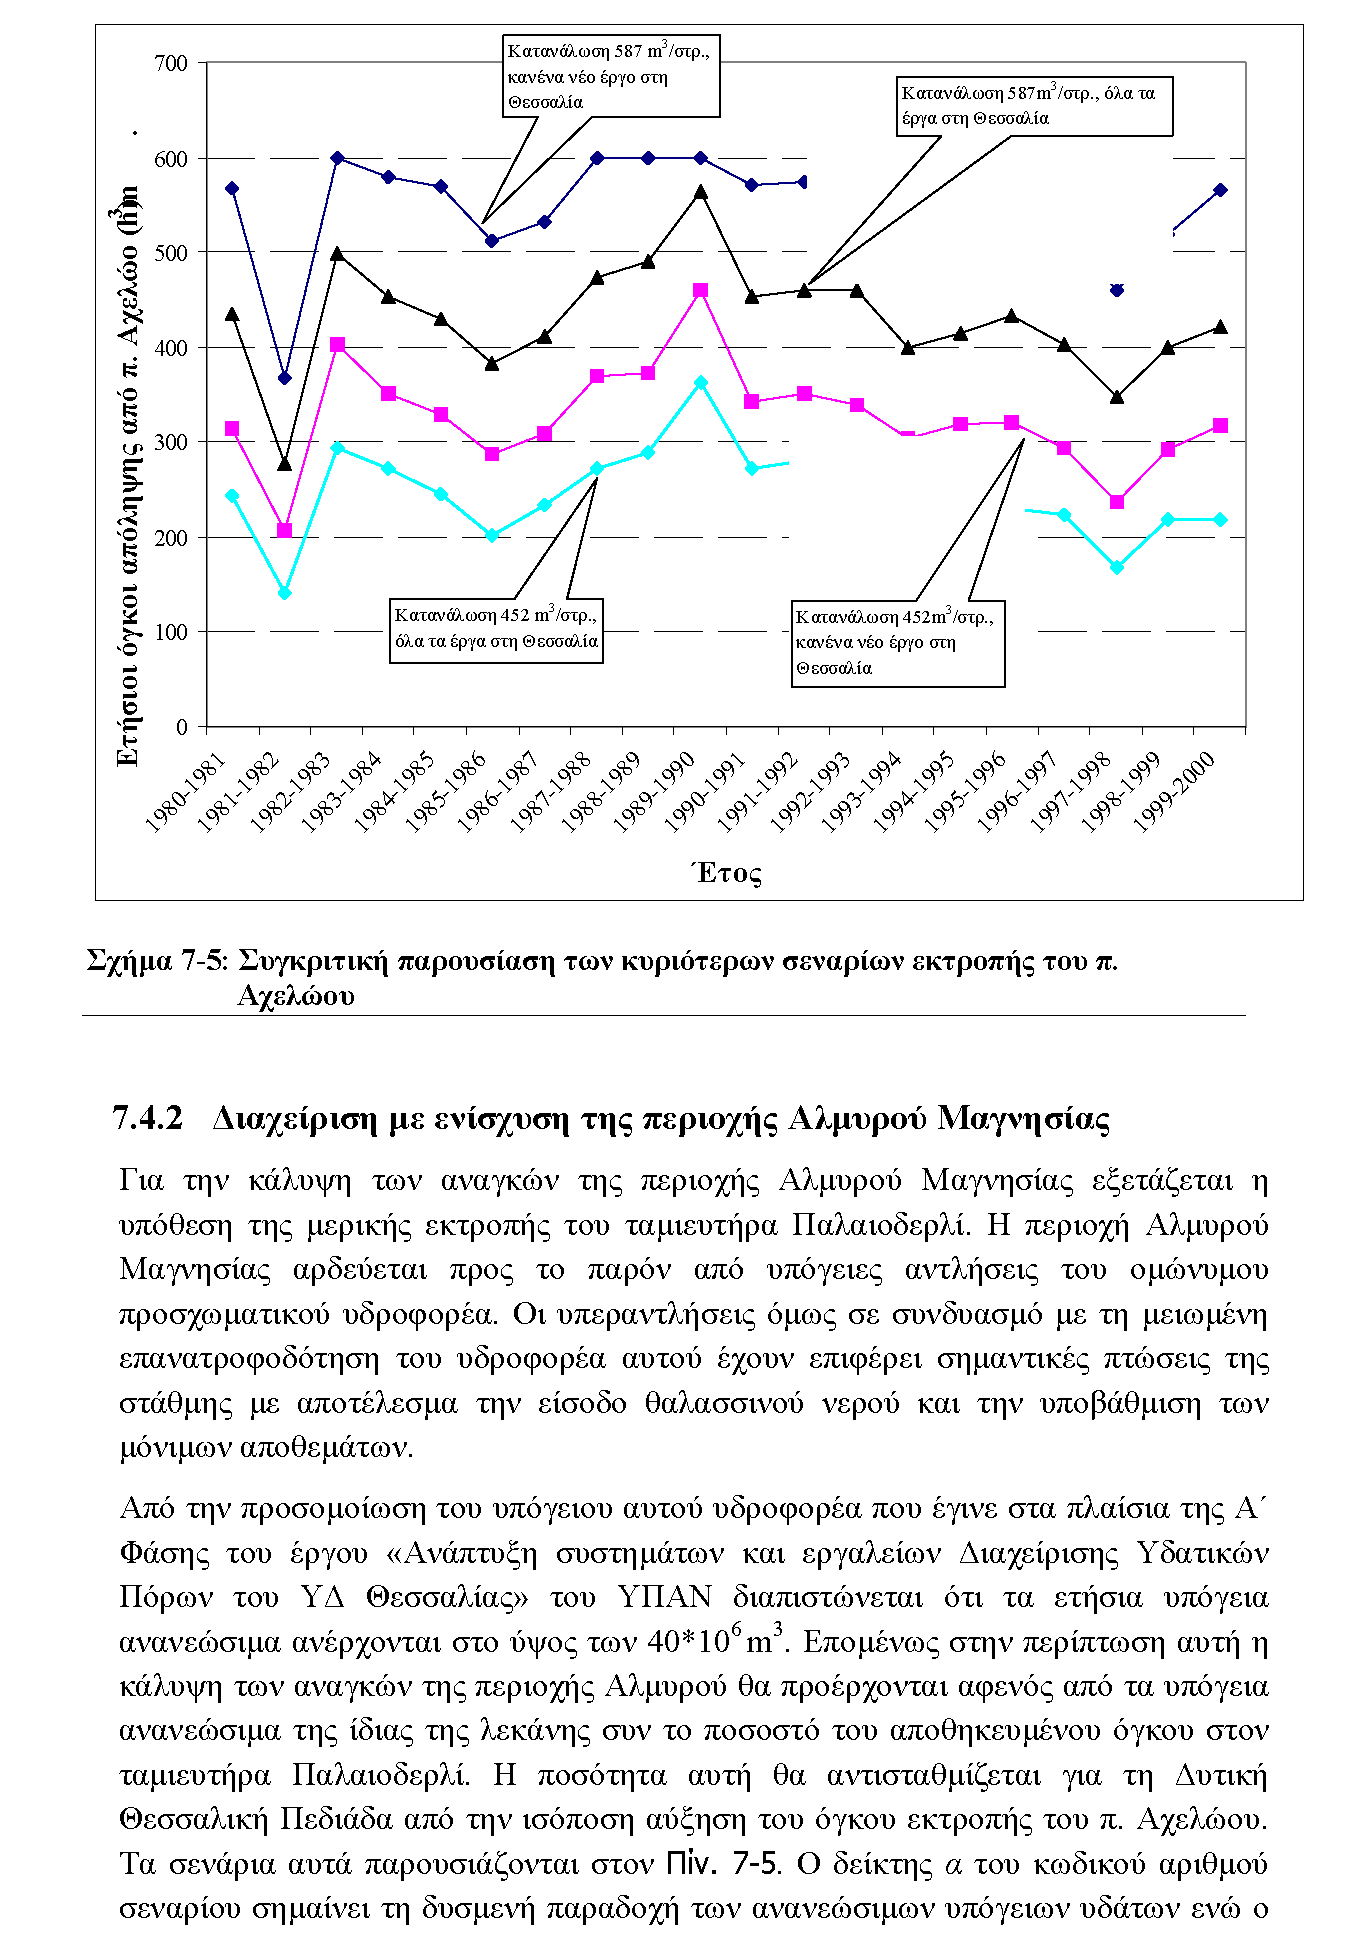 Κατανάλωση 587 m³/στρ.,
κανένα νέο έργο στη
Θεσσαλία
Κατανάλωση 587m³/στρ., όλα τα
έργα στη Θεσσαλία
Κατανάλωση 452 m³/στρ.,
όλα τα έργα στη Θεσσαλία
Κατανάλωση 452m³/στρ.,
κανένα νέο έργο στη
Θεσσαλία
Ετήσιοι όγκοι απόληψης από π. Αχελώο (hm³)
700
600
500
400
300
200
100
0
1980-1981
1981-1982
1982-1983
1983-1984
1984-1985
1985-1986
1986-1987
1987-1988
1988-1989
1989-1990
1990-1991
1991-1992
1992-1993
1993-1994
1994-1995
1995-1996
1996-1997
1997-1998
1998-1999
1999-2000
Έτος
Σχήμα 7-5: Συγκριτική παρουσίαση των κυριότερων σεναρίων εκτροπής του π.
Αχελώου
7.4.2 Διαχείριση με ενίσχυση της περιοχής Αλμυρού Μαγνησίας
Για την κάλυψη των αναγκών της περιοχής Αλμυρού Μαγνησίας εξετάζεται η
υπόθεση της μερικής εκτροπής του ταμιευτήρα Παλαιοδερλί. Η περιοχή Αλμυρού
Μαγνησίας αρδεύεται προς το παρόν από υπόγειες αντλήσεις του ομώνυμου
προσχωματικού υδροφορέα. Οι υπεραντλήσεις όμως σε συνδυασμό με τη μειωμένη
επανατροφοδότηση του υδροφορέα αυτού έχουν επιφέρει σημαντικές πτώσεις της
στάθμης με αποτέλεσμα την είσοδο θαλασσινού νερού και την υποβάθμιση των
μόνιμων αποθεμάτων.
Από την προσομοίωση του υπόγειου αυτού υδροφορέα που έγινε στα πλαίσια της Α΄
Φάσης του έργου «Ανάπτυξη συστημάτων και εργαλείων Διαχείρισης Υδατικών
Πόρων του ΥΔ Θεσσαλίας» του ΥΠΑΝ διαπιστώνεται ότι τα ετήσια υπόγεια
ανανεώσιμα ανέρχονται στο ύψος των 40*10⁶ m³. Επομένως στην περίπτωση αυτή η
κάλυψη των αναγκών της περιοχής Αλμυρού θα προέρχονται αφενός από τα υπόγεια
ανανεώσιμα της ίδιας της λεκάνης συν το ποσοστό του αποθηκευμένου όγκου στον
ταμιευτήρα Παλαιοδερλί. Η ποσότητα αυτή θα αντισταθμίζεται για τη Δυτική
Θεσσαλική Πεδιάδα από την ισόποση αύξηση του όγκου εκτροπής του π. Αχελώου.
Τα σενάρια αυτά παρουσιάζονται στον Πίν. 7-5. Ο δείκτης α του κωδικού αριθμού
σεναρίου σημαίνει τη δυσμενή παραδοχή των ανανεώσιμων υπόγειων υδάτων ενώ ο